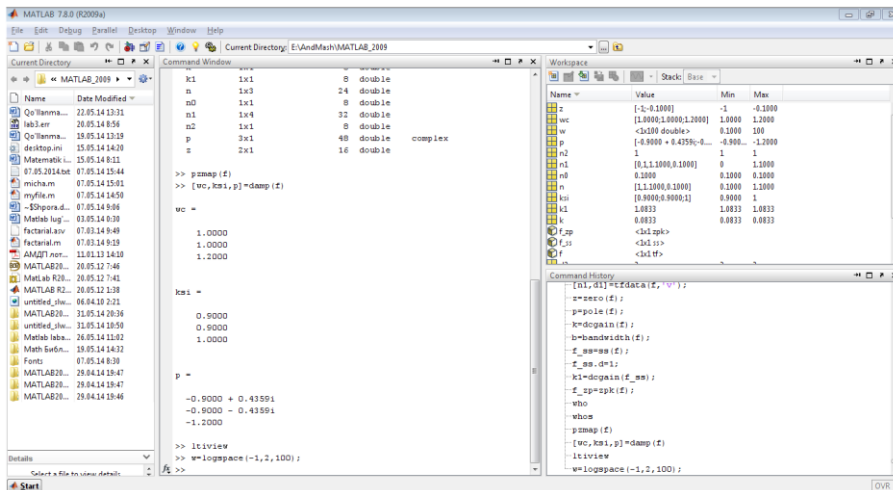 MATLAB 7.8.0 (R2009a)
File Edit Debug Parallel Desktop Window Help
Current Directory: E:\AndMash\MATLAB_2009
Current Directory
« MATLAB_2009
Name Date Modified
Qo'llanma.... 22.05.14 13:31
lab3.err 20.05.14 8:56
Qo'llanma.... 19.05.14 13:19
desktop.ini 15.05.14 14:20
Matematik i... 15.05.14 8:11
07.05.2014.txt 07.05.14 15:44
micha.m 07.05.14 15:01
myfile.m 07.05.14 14:50
~$Shpora.d... 07.05.14 9:06
Matlab lug'... 03.05.14 0:30
factarial.asv 07.03.14 9:49
factarial.m 07.03.14 9:19
АМДП лот... 11.01.13 14:10
MATLAB20... 20.05.12 7:46
MatLab R20... 20.05.12 7:41
MATLAB R2... 20.05.12 1:38
untitled_slw... 06.04.10 2:21
MATLAB20... 31.05.14 20:36
untitled_slw... 31.05.14 10:50
Matlab laba... 26.05.14 11:02
Math Библ... 19.05.14 14:32
Fonts 07.05.14 8:30
MATLAB20... 29.04.14 19:47
MATLAB20... 29.04.14 19:47
MATLAB20... 29.04.14 19:46
Details
Select a file to view details
Start
Command Window
k1 1x1 8 double
n 1x3 24 double
n0 1x1 8 double
n1 1x4 32 double
n2 1x1 8 double
p 3x1 48 double complex
z 2x1 16 double
>> pzmap(f)
>> [wc,ksi,p]=damp(f)
wc =
1.0000
1.0000
1.2000
ksi =
0.9000
0.9000
1.0000
p =
-0.9000 + 0.4359i
-0.9000 - 0.4359i
-1.2000
>> ltiview
>> w=logspace(-1,2,100);
fx >>
Workspace
Stack: Base
Name Value Min Max
z [-1;-0.1000] -1 -0.1000
wc [1.0000;1.0000;1.2000] 1.0000 1.2000
w <1x100 double> 0.1000 100
p [-0.9000 + 0.4359i;-0.... -0.900... -1.2000
n2 1 1 1
n1 [0,1,1.1000,0.1000] 0 1.1000
n0 0.1000 0.1000 0.1000
n [1,1.1000,0.1000] 0.1000 1.1000
ksi [0.9000;0.9000;1] 0.9000 1
k1 1.0833 1.0833 1.0833
k 0.0833 0.0833 0.0833
f_zp <1x1 zpk>
f_ss <1x1 ss>
f <1x1 tf>
Command History
[n1,d1]=tfdata(f,'v');
z=zero(f);
p=pole(f);
k=dcgain(f);
b=bandwidth(f);
f_ss=ss(f);
f_ss.d=1;
k1=dcgain(f_ss);
f_zp=zpk(f);
who
whos
pzmap(f)
[wc,ksi,p]=damp(f)
ltiview
w=logspace(-1,2,100);
OVR